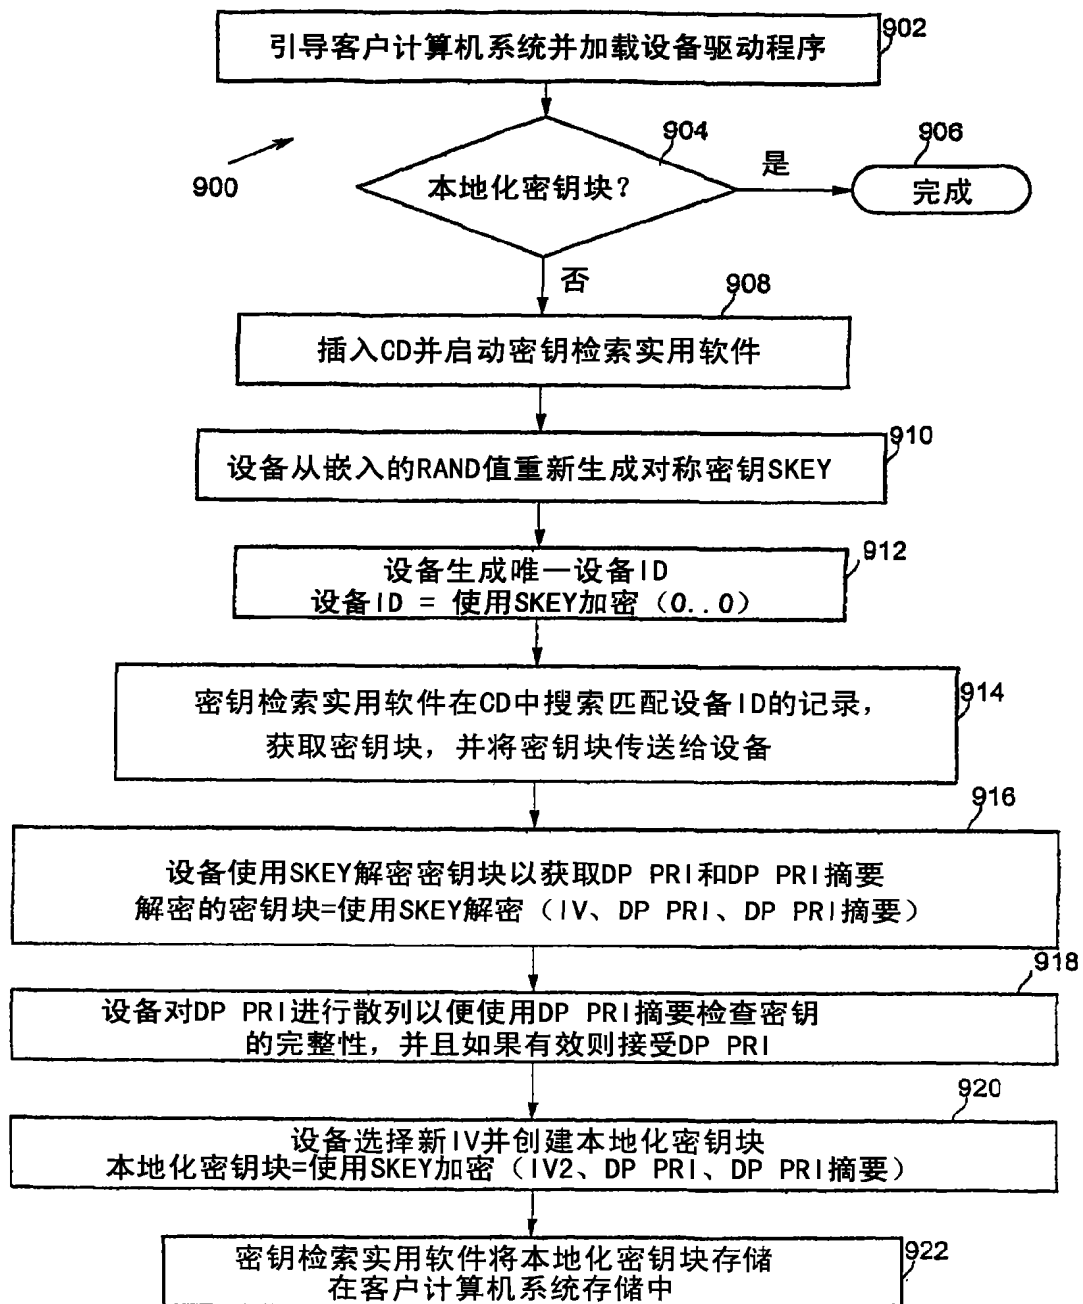 引导客户计算机系统并加载设备驱动程序
902
904
906
900
本地化密钥块？
是
完成
否
908
插入CD并启动密钥检索实用软件
910
设备从嵌入的RAND值重新生成对称密钥SKEY
912
设备生成唯一设备ID
设备ID = 使用SKEY加密（0..0）
914
密钥检索实用软件在CD中搜索匹配设备ID的记录，
获取密钥块，并将密钥块传送给设备
916
设备使用SKEY解密密钥块以获取DP PRI和DP PRI摘要
解密的密钥块=使用SKEY解密（IV、DP PRI、DP PRI摘要）
918
设备对DP PRI进行散列以便使用DP PRI摘要检查密钥
的完整性，并且如果有效则接受DP PRI
920
设备选择新IV并创建本地化密钥块
本地化密钥块=使用SKEY加密（IV2、DP PRI、DP PRI摘要）
922
密钥检索实用软件将本地化密钥块存储
在客户计算机系统存储中